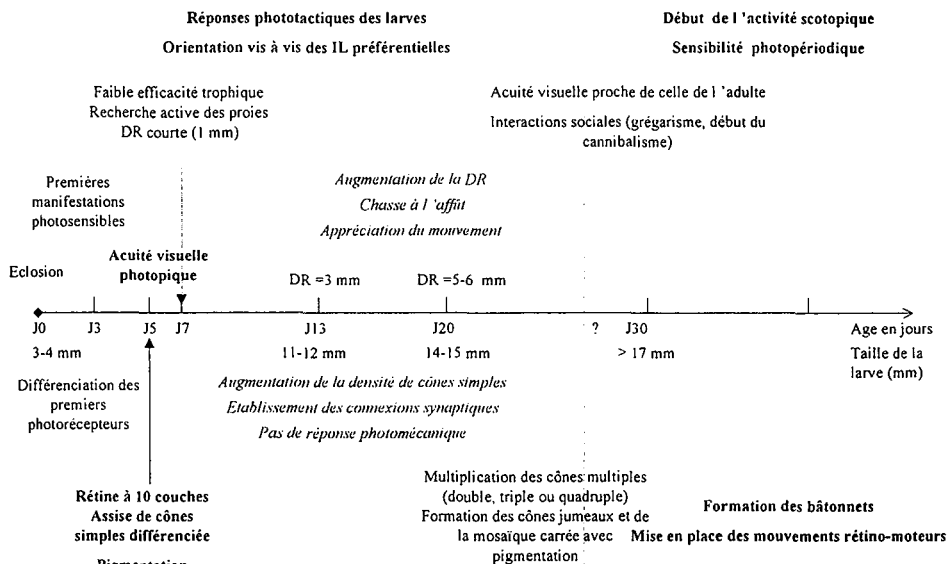 Réponses phototactiques des larves
Orientation vis à vis des IL préférentielles
Début de l'activité scotopique
Sensibilité photopériodique
Faible efficacité trophique
Recherche active des proies
DR courte (1 mm)
Acuité visuelle proche de celle de l'adulte
Interactions sociales (grégarisme, début du
cannibalisme)
Premières
manifestations
photosensibles
Augmentation de la DR
Chasse à l'affût
Appréciation du mouvement
Eclosion
Acuité visuelle
photopique
DR =3 mm
DR =5-6 mm
J0
J3
J5
J7
J13
J20
?
J30
Age en jours
3-4 mm
11-12 mm
14-15 mm
> 17 mm
Taille de la
larve (mm)
Différenciation des
premiers
photorécepteurs
Augmentation de la densité de cônes simples
Etablissement des connexions synaptiques
Pas de réponse photomécanique
Rétine à 10 couches
Assise de cônes
simples différenciée
Pigmentation
Multiplication des cônes multiples
(double, triple ou quadruple)
Formation des cônes jumeaux et de
la mosaïque carrée avec
pigmentation
Formation des bâtonnets
Mise en place des mouvements rétino-moteurs